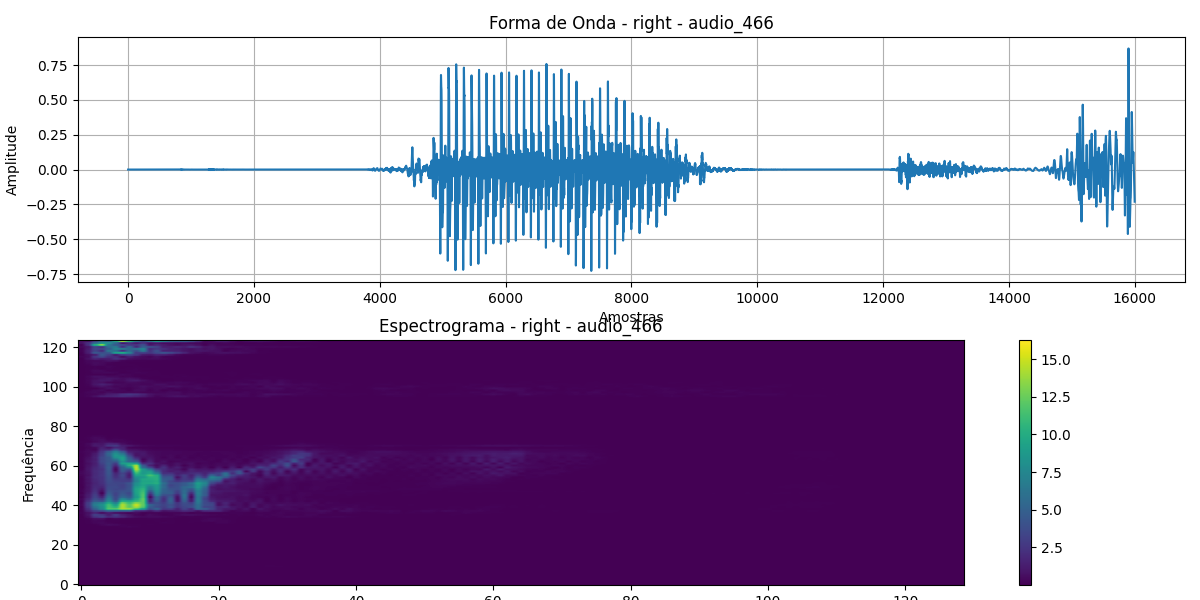 Forma de Onda - right - audio_466
Amplitude
0.75
0.50
0.25
0.00
−0.25
−0.50
−0.75
0 2000 4000 6000 8000 10000 12000 14000 16000
Amostras
Espectrograma - right - audio_466
Frequência
120
100
80
60
40
20
0
0 20 40 60 80 100 120
15.0
12.5
10.0
7.5
5.0
2.5